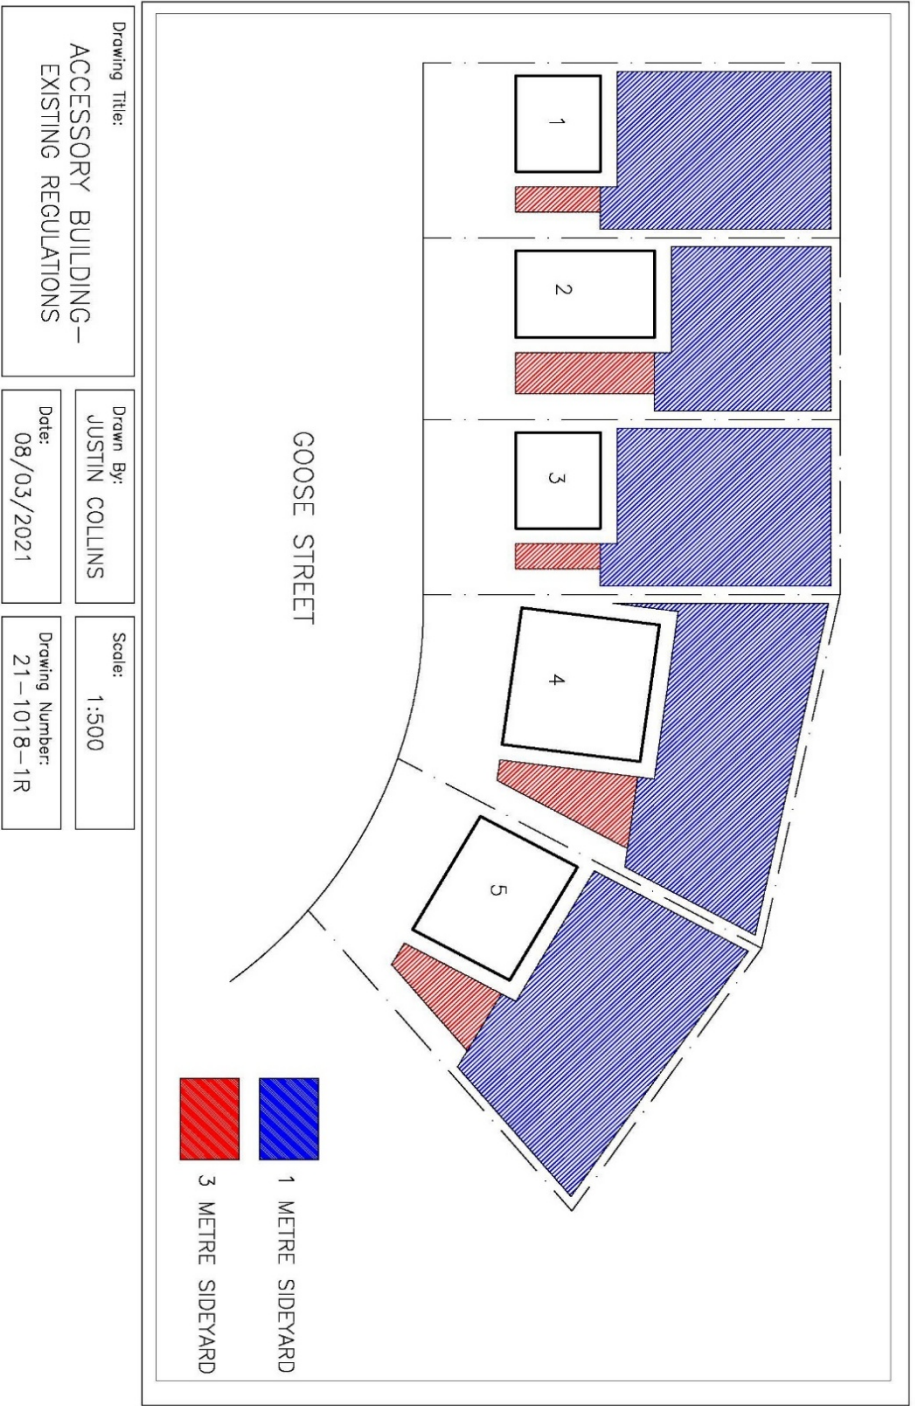 1
2
3
4
5
GOOSE STREET
1 METRE SIDEYARD
3 METRE SIDEYARD
Drawing Title:
ACCESSORY BUILDING–
EXISTING REGULATIONS
Drawn By:
JUSTIN COLLINS
Date:
08/03/2021
Scale:
1:500
Drawing Number:
21–1018–1R